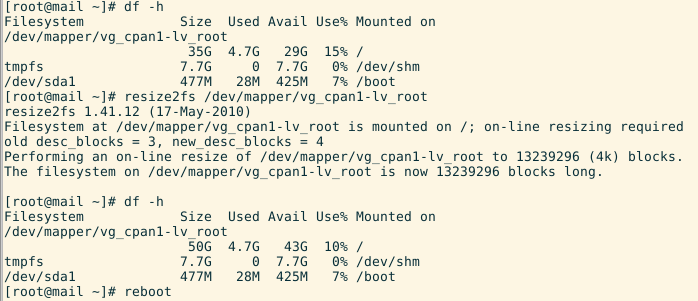 [root@mail ~]# df -h
Filesystem            Size  Used Avail Use% Mounted on
/dev/mapper/vg_cpan1-lv_root
                       35G  4.7G   29G  15% /
tmpfs                 7.7G     0  7.7G   0% /dev/shm
/dev/sda1             477M   28M  425M   7% /boot
[root@mail ~]# resize2fs /dev/mapper/vg_cpan1-lv_root
resize2fs 1.41.12 (17-May-2010)
Filesystem at /dev/mapper/vg_cpan1-lv_root is mounted on /; on-line resizing required
old desc_blocks = 3, new_desc_blocks = 4
Performing an on-line resize of /dev/mapper/vg_cpan1-lv_root to 13239296 (4k) blocks.
The filesystem on /dev/mapper/vg_cpan1-lv_root is now 13239296 blocks long.

[root@mail ~]# df -h
Filesystem            Size  Used Avail Use% Mounted on
/dev/mapper/vg_cpan1-lv_root
                       50G  4.7G   43G  10% /
tmpfs                 7.7G     0  7.7G   0% /dev/shm
/dev/sda1             477M   28M  425M   7% /boot
[root@mail ~]# reboot